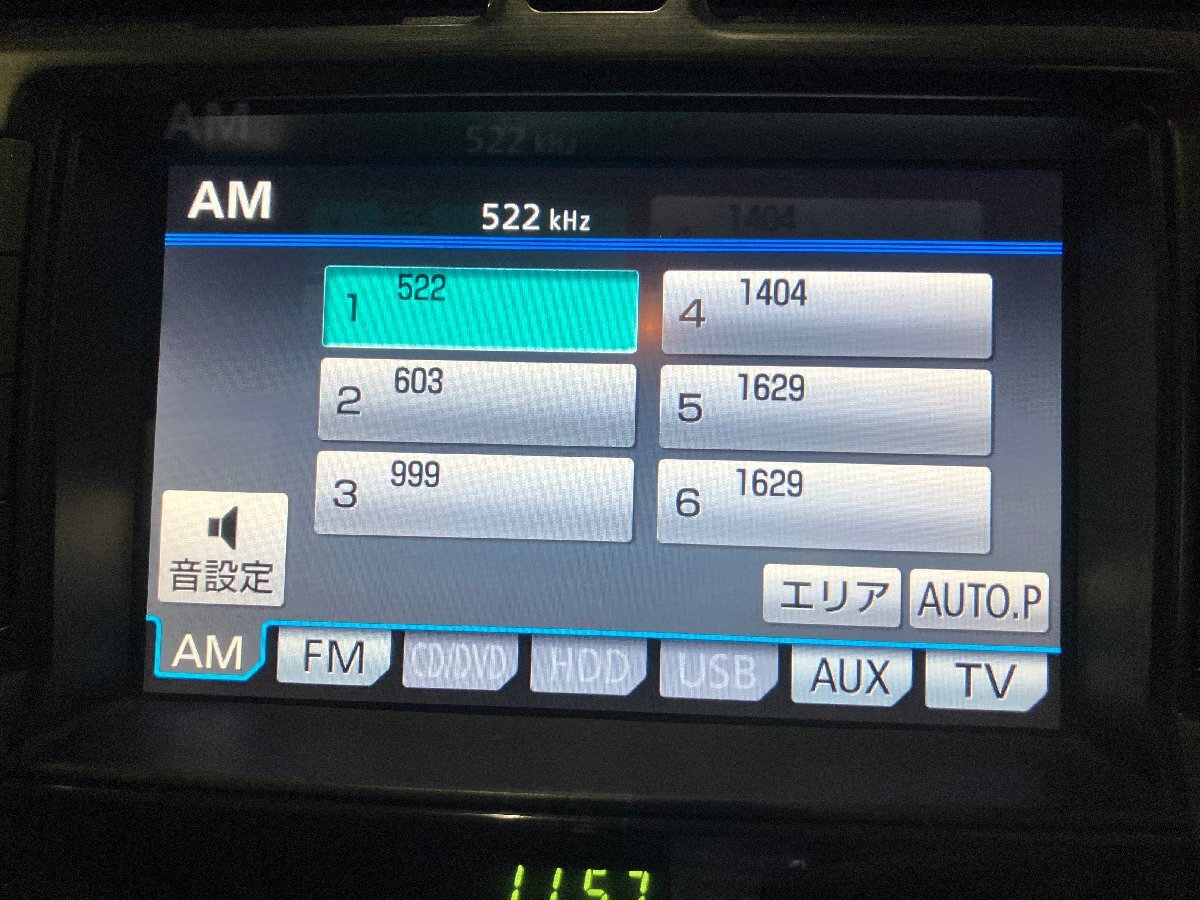 AM
522 kHz
1 522
4 1404
2 603
5 1629
3 999
6 1629
音設定
エリア
AUTO.P
AM FM CD/DVD HDD USB AUX TV
1157